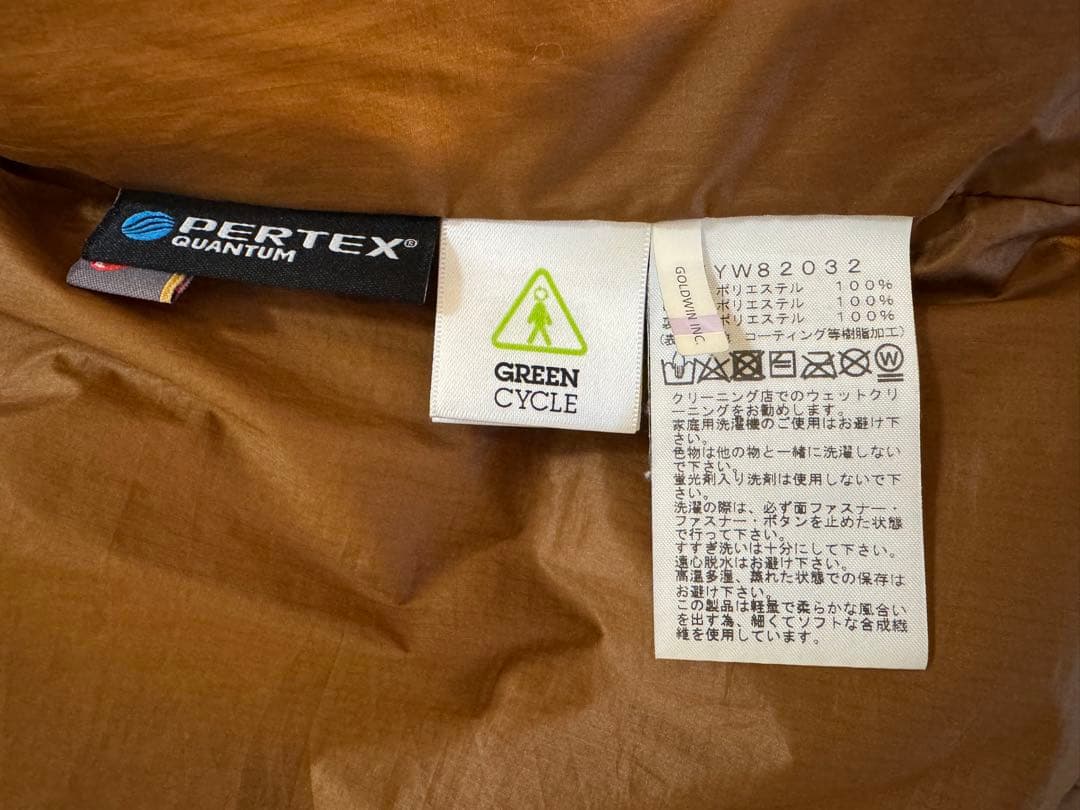 PERTEX®
QUANTUM
GREEN
CYCLE
GOLDWIN INC.
YW82032
ポリエステル 100%
ポリエステル 100%
ポリエステル 100%
コーティング等樹脂加工)
W
クリーニング店でのウェットクリ
ーニングをお勧めします。
家庭用洗濯機のご使用はお避け下
さい。
色物は他の物と一緒に洗濯しない
で下さい。
蛍光剤入り洗剤は使用しないで下
さい。
洗濯の際は、必ず面ファスナー・
ファスナー・ボタンを止めた状態
で行って下さい。
すすぎ洗いは十分にして下さい。
遠心脱水はお避け下さい。
高温多湿、蒸れた状態での保存は
お避け下さい。
この製品は軽量で柔らかな風合い
を出す為、細くてソフトな合成繊
維を使用しています。